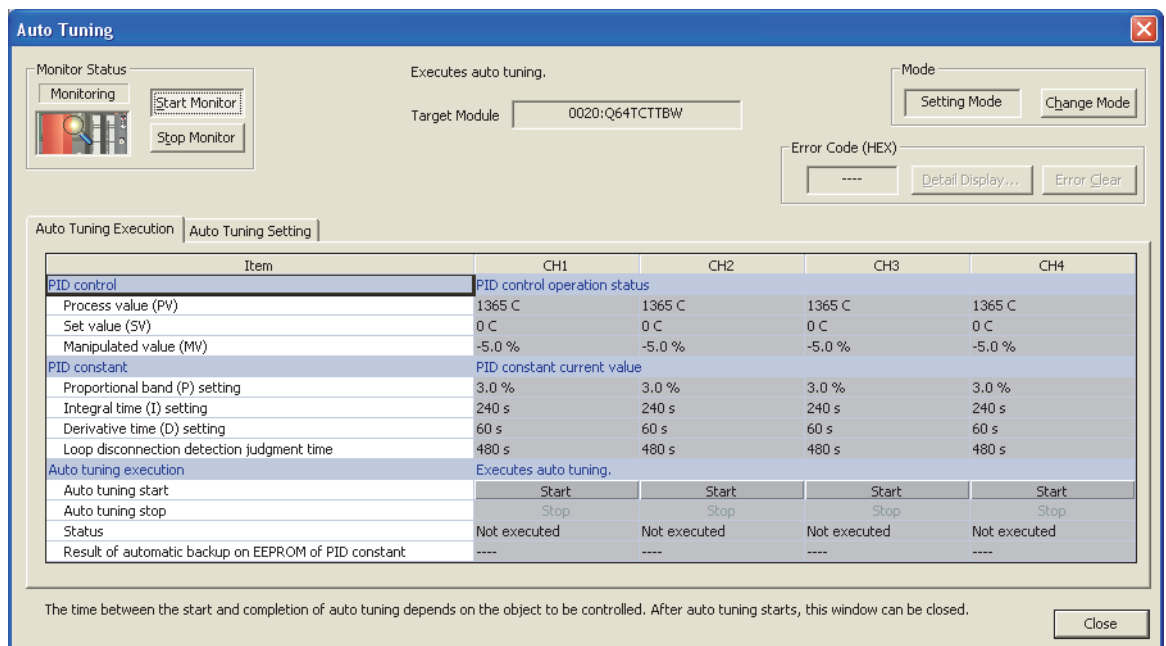 Auto Tuning
Monitor Status
Monitoring
Start Monitor
Stop Monitor
Executes auto tuning.
Target Module 0020:Q64TCTTBW
Mode
Setting Mode Change Mode
Error Code (HEX)
---- Detail Display... Error Clear
Auto Tuning Execution Auto Tuning Setting
Item CH1 CH2 CH3 CH4
PID control PID control operation status
Process value (PV) 1365 C 1365 C 1365 C 1365 C
Set value (SV) 0 C 0 C 0 C 0 C
Manipulated value (MV) -5.0 % -5.0 % -5.0 % -5.0 %
PID constant PID constant current value
Proportional band (P) setting 3.0 % 3.0 % 3.0 % 3.0 %
Integral time (I) setting 240 s 240 s 240 s 240 s
Derivative time (D) setting 60 s 60 s 60 s 60 s
Loop disconnection detection judgment time 480 s 480 s 480 s 480 s
Auto tuning execution Executes auto tuning.
Auto tuning start Start Start Start Start
Auto tuning stop Stop Stop Stop Stop
Status Not executed Not executed Not executed Not executed
Result of automatic backup on EEPROM of PID constant ---- ---- ---- ----
The time between the start and completion of auto tuning depends on the object to be controlled. After auto tuning starts, this window can be closed.
Close